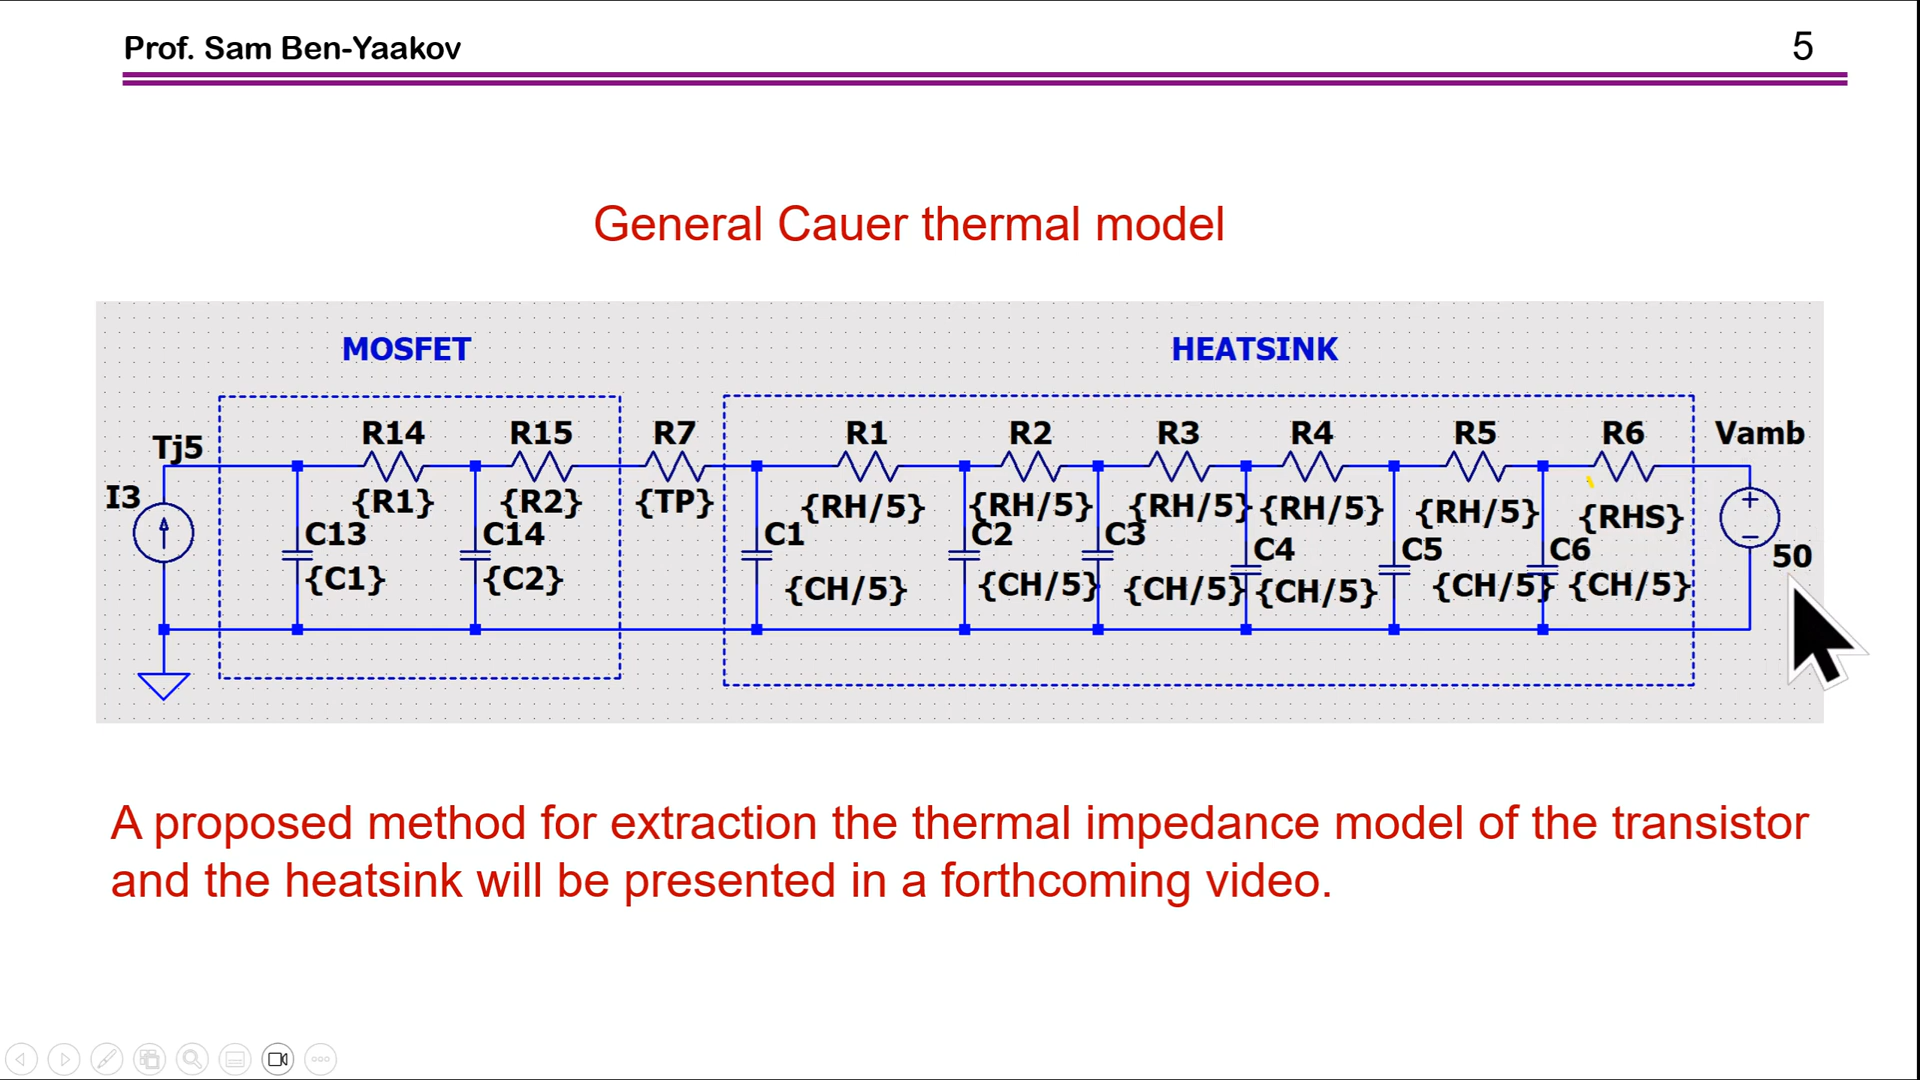 Prof. Sam Ben-Yaakov
5
General Cauer thermal model
MOSFET
HEATSINK
Tj5
R14
R15
R7
R1
R2
R3
R4
R5
R6
Vamb
I3
{R1}
{R2}
{TP}
{RH/5}
{RH/5}
{RH/5}
{RH/5}
{RH/5}
{RHS}
C13
C14
C1
C2
C3
C4
C5
C6
50
{C1}
{C2}
{CH/5}
{CH/5}
{CH/5}
{CH/5}
{CH/5}
{CH/5}
A proposed method for extraction the thermal impedance model of the transistor
and the heatsink will be presented in a forthcoming video.